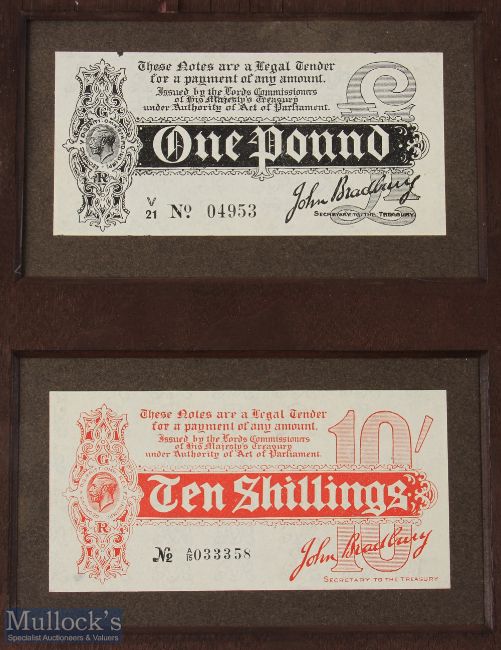 These Notes are a Legal Tender
for a payment of any amount.
Issued by the Lords Commissioners
of His Majesty's Treasury
under Authority of Act of Parliament.
£
G
One Pound
R
V/21 No 04953
John Bradbury
SECRETARY TO THE TREASURY
£1
These Notes are a Legal Tender
for a payment of any amount.
Issued by the Lords Commissioners
of His Majesty's Treasury
under Authority of Act of Parliament.
10/
G
Ten Shillings
R
No A/15 033358
John Bradbury
10
SECRETARY TO THE TREASURY
Mullock's
Specialist Auctioneers & Valuers